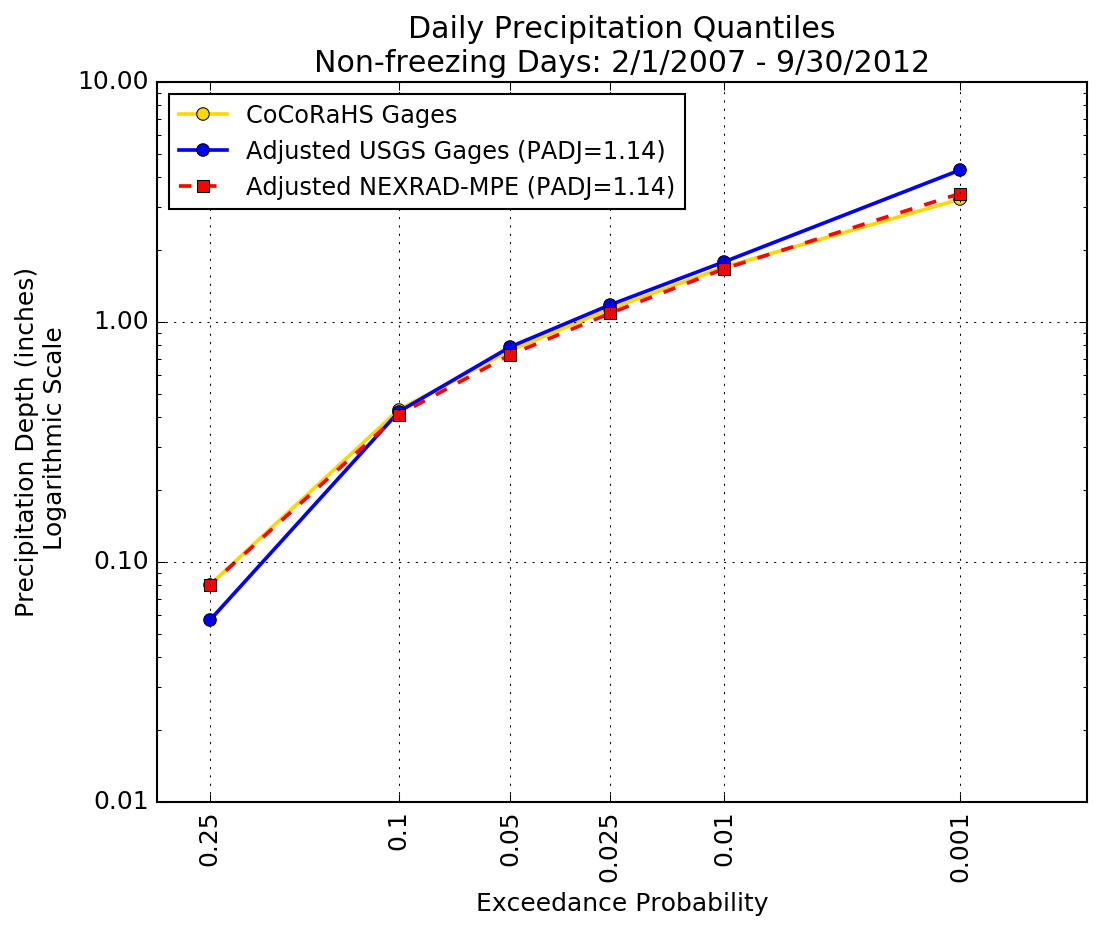 Daily Precipitation Quantiles
Non-freezing Days: 2/1/2007 - 9/30/2012
CoCoRaHS Gages
Adjusted USGS Gages (PADJ=1.14)
Adjusted NEXRAD-MPE (PADJ=1.14)
10.00
1.00
0.10
0.01
Precipitation Depth (inches)
Logarithmic Scale
0.25
0.1
0.05
0.025
0.01
0.001
Exceedance Probability